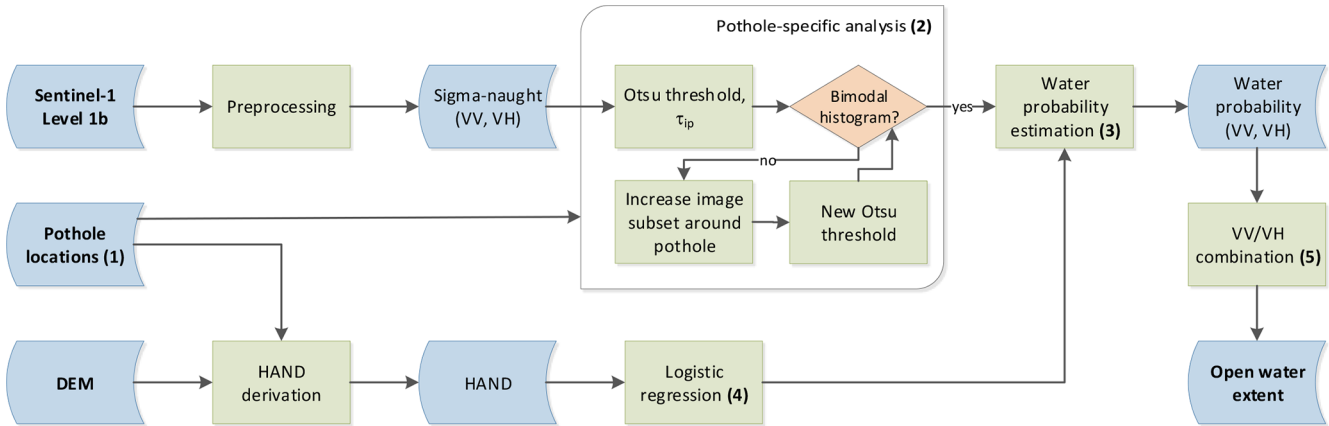 Pothole-specific analysis (2)
Sentinel-1
Level 1b
Preprocessing
Sigma-naught
(VV, VH)
Otsu threshold,
τip
Bimodal
histogram?
yes
Water
probability
estimation (3)
Water
probability
(VV, VH)
no
Increase image
subset around
pothole
New Otsu
threshold
Pothole
locations (1)
VV/VH
combination (5)
DEM
HAND
derivation
HAND
Logistic
regression (4)
Open water
extent